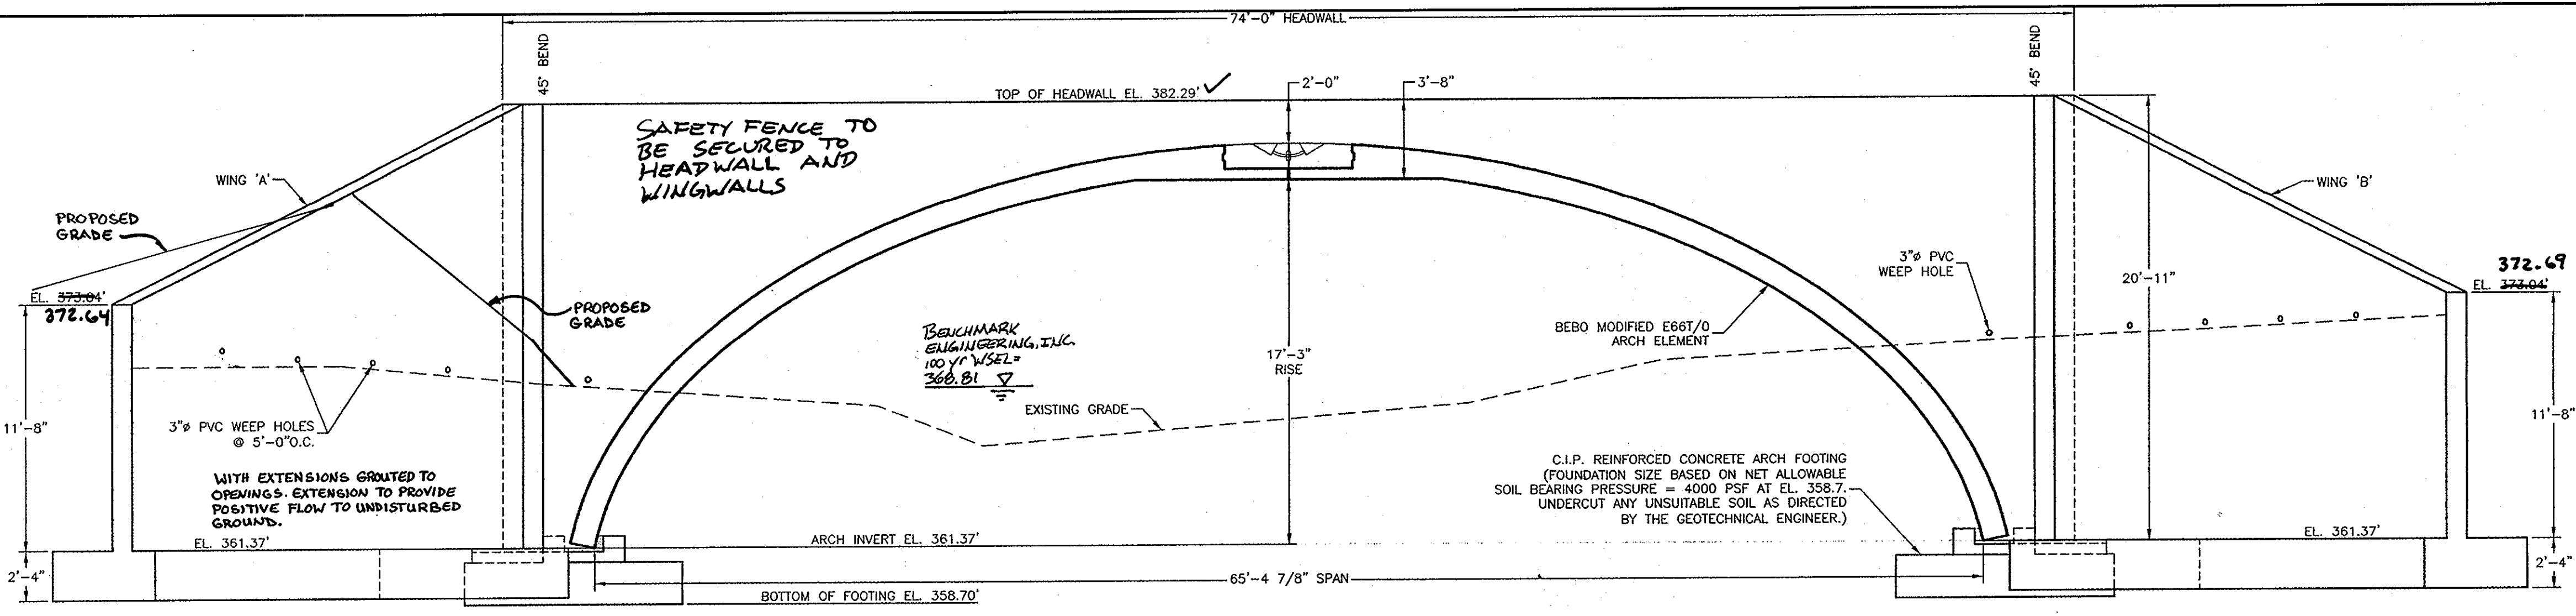 74'-0" HEADWALL
45° BEND
45° BEND
TOP OF HEADWALL EL. 382.29' ✓
2'-0"
3'-8"
SAFETY FENCE TO
BE SECURED TO
HEADWALL AND
WINGWALLS
WING 'A'
WING 'B'
PROPOSED
GRADE
3"ø PVC
WEEP HOLE
20'-11"
372.69
EL. 373.04'
EL. 373.04'
372.64
PROPOSED
GRADE
BENCHMARK
ENGINEERING, INC.
100 yr WSEL=
368.81
BEBO MODIFIED E66T/0
ARCH ELEMENT
17'-3"
RISE
EXISTING GRADE
11'-8"
3"ø PVC WEEP HOLES
@ 5'-0"O.C.
11'-8"
WITH EXTENSIONS GROUTED TO
OPENINGS. EXTENSION TO PROVIDE
POSITIVE FLOW TO UNDISTURBED
GROUND.
C.I.P. REINFORCED CONCRETE ARCH FOOTING
(FOUNDATION SIZE BASED ON NET ALLOWABLE
SOIL BEARING PRESSURE = 4000 PSF AT EL. 358.7.
UNDERCUT ANY UNSUITABLE SOIL AS DIRECTED
BY THE GEOTECHNICAL ENGINEER.)
EL. 361.37'
ARCH INVERT EL. 361.37'
EL. 361.37'
2'-4"
65'-4 7/8" SPAN
2'-4"
BOTTOM OF FOOTING EL. 358.70'